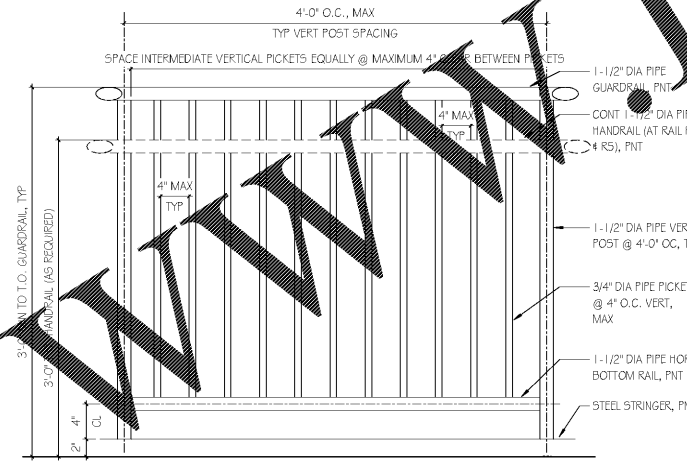 4'-0" O.C., MAX
TYP VERT POST SPACING
SPACE INTERMEDIATE VERTICAL PICKETS EQUALLY @ MAXIMUM 4" BETWEEN PICKETS
1-1/2" DIA PIPE
GUARDRAIL, PNT
CONT 1-1/2" DIA PIP
HANDRAIL (AT RAIL
& RS), PNT
4" MAX
TYP
4" MAX
TYP
1-1/2" DIA PIPE VER
POST @ 4'-0" OC, T
3/4" DIA PIPE PICKE
@ 4" O.C. VERT,
MAX
1-1/2" DIA PIPE HOR
BOTTOM RAIL, PNT
STEEL STRINGER, PN
TO T.O. GUARDRAIL, TYP
3'-0" HANDRAIL (AS REQUIRED)
4"
CL
2"
WWW.